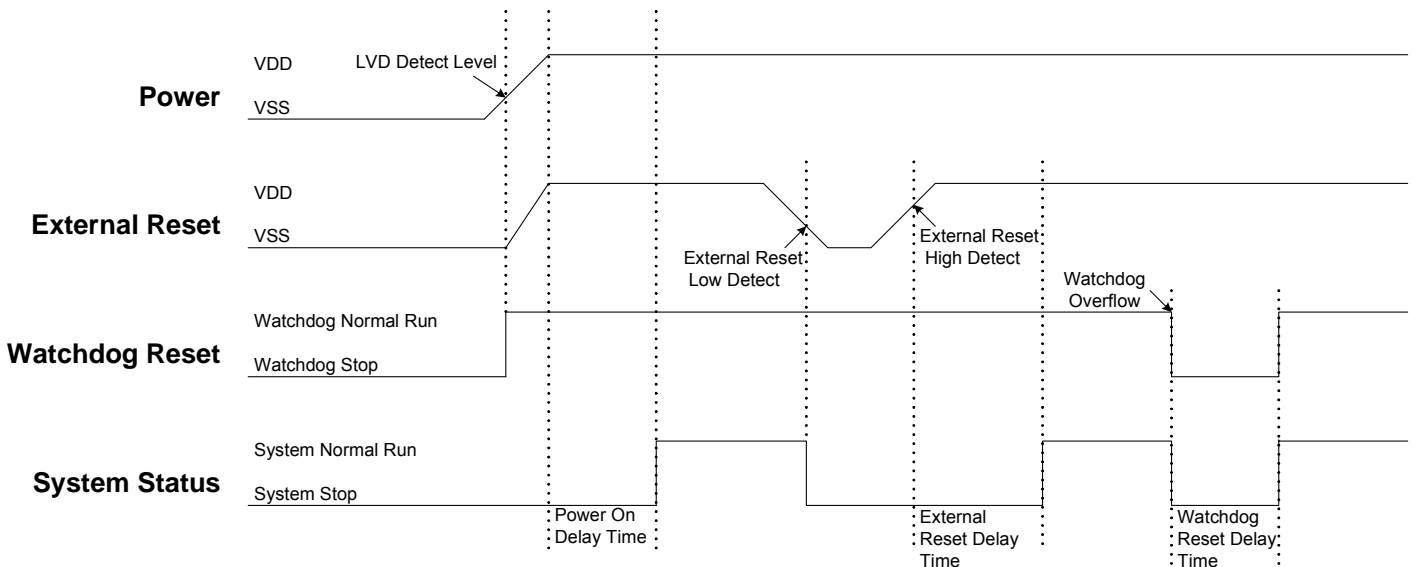 VDD
LVD Detect Level
Power
VSS
VDD
External Reset
VSS
External Reset
Low Detect
External Reset
High Detect
Watchdog
Overflow
Watchdog Normal Run
Watchdog Reset
Watchdog Stop
System Normal Run
System Status
System Stop
Power On
Delay Time
External
Reset Delay
Time
Watchdog
Reset Delay
Time